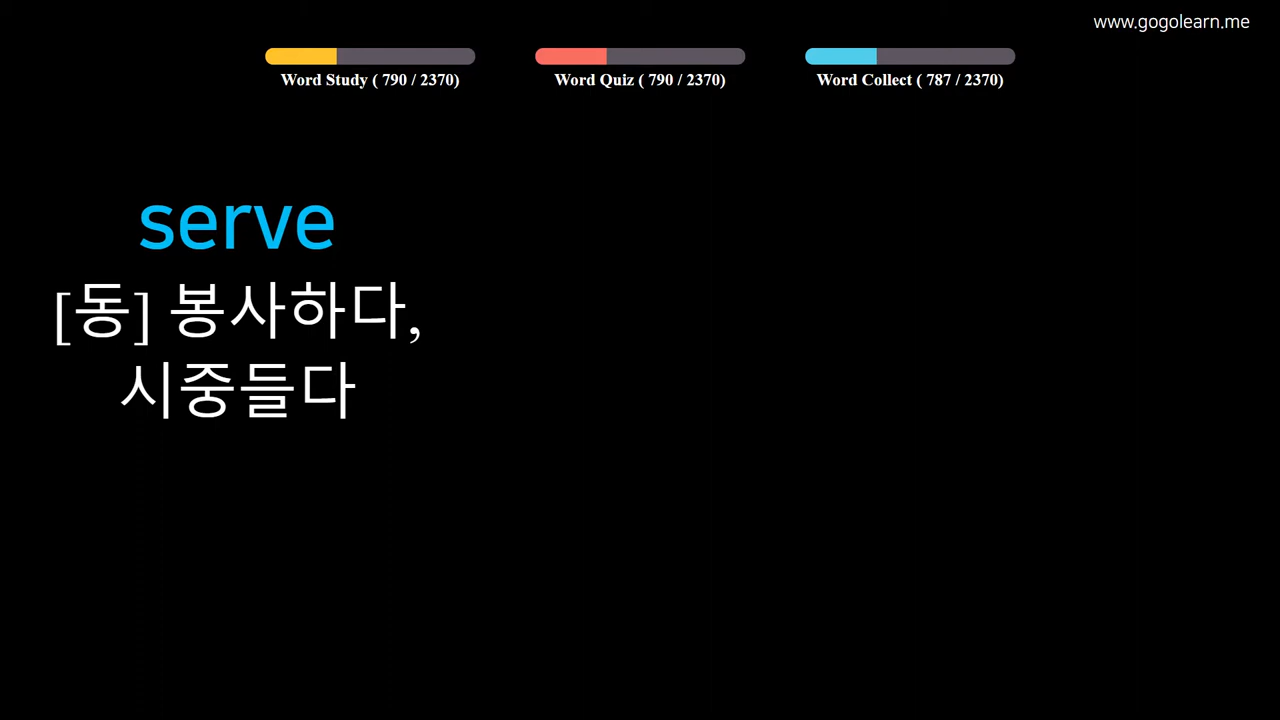 www.gogolearn.me
Word Study ( 790 / 2370)
Word Quiz ( 790 / 2370)
Word Collect ( 787 / 2370)
serve
[동] 봉사하다,
시중들다